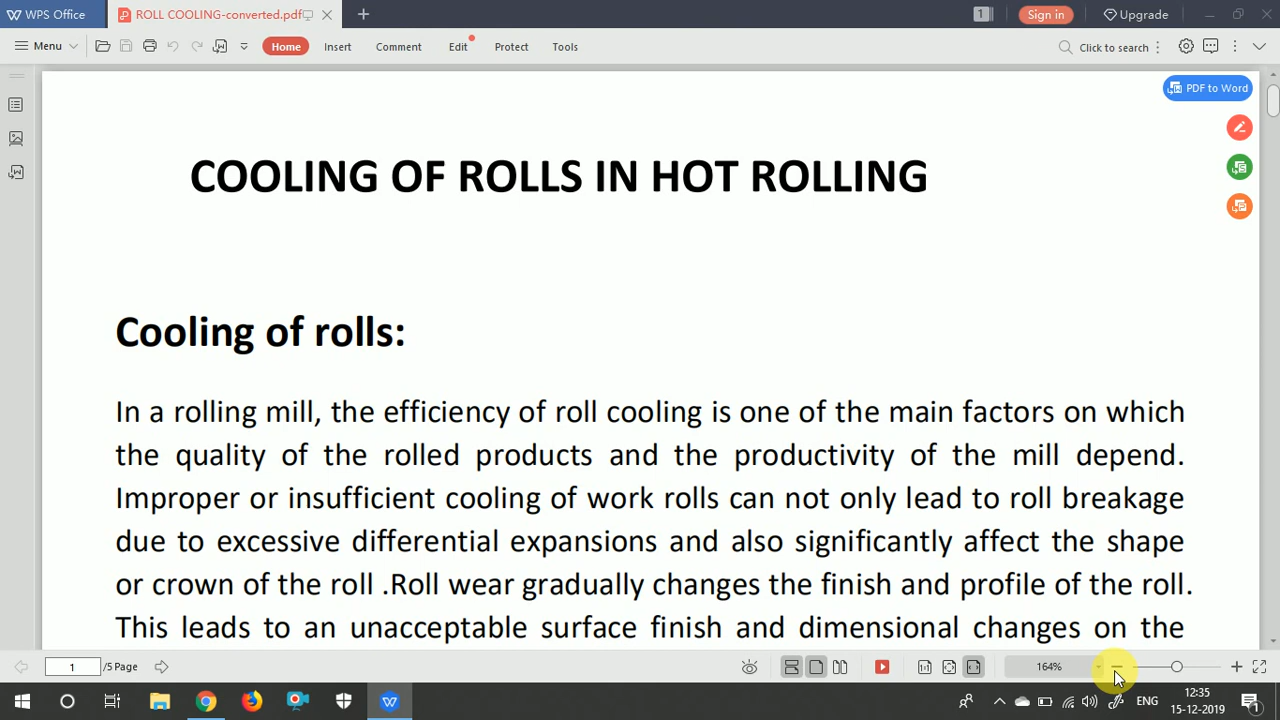 WPS Office
ROLL COOLING-converted.pdf
1
Sign in
Upgrade
Menu
Home
Insert
Comment
Edit
Protect
Tools
Click to search
PDF to Word
COOLING OF ROLLS IN HOT ROLLING
Cooling of rolls:
In a rolling mill, the efficiency of roll cooling is one of the main factors on which
the quality of the rolled products and the productivity of the mill depend.
Improper or insufficient cooling of work rolls can not only lead to roll breakage
due to excessive differential expansions and also significantly affect the shape
or crown of the roll .Roll wear gradually changes the finish and profile of the roll.
This leads to an unacceptable surface finish and dimensional changes on the
1
/5 Page
164%
ENG
12:35
15-12-2019
1